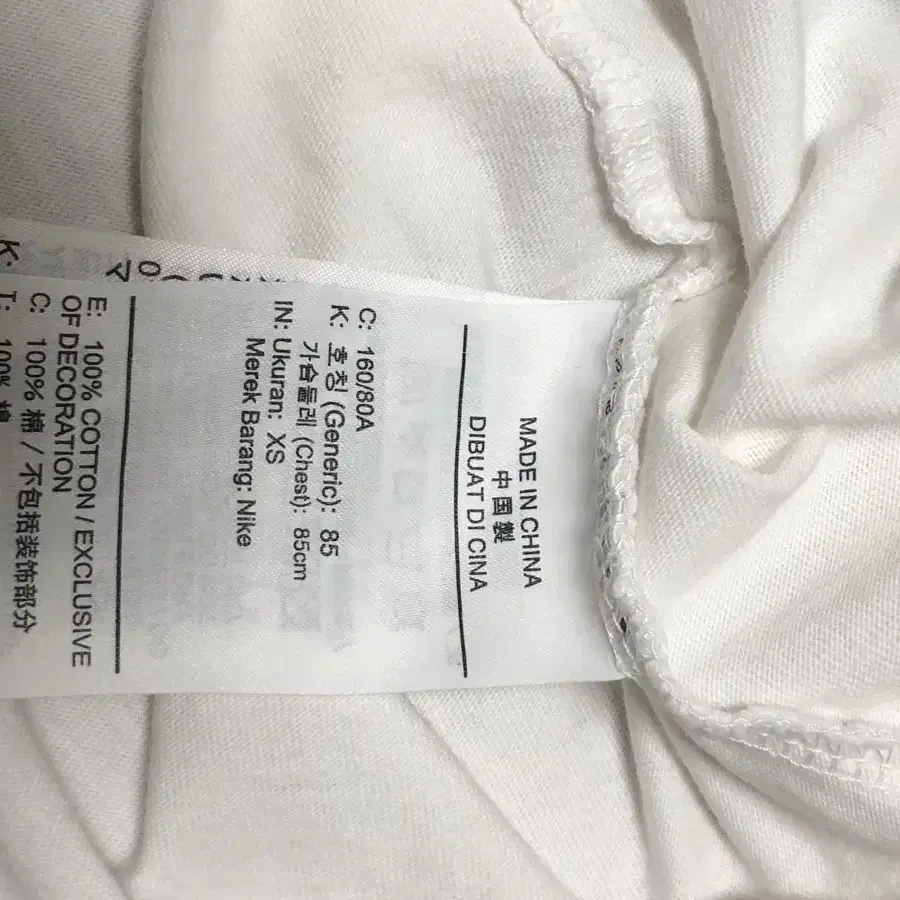 MADE IN CHINA
中国製
DIBUAT DI CINA
C: 160/80A
K: 호칭 (Generic): 85
가슴둘레 (Chest): 85cm
IN: Ukuran: XS
Merek Barang: Nike
E: 100% COTTON / EXCLUSIVE
OF DECORATION
C: 100% 棉 / 不包括装饰部分
T: 100% 棉
K: